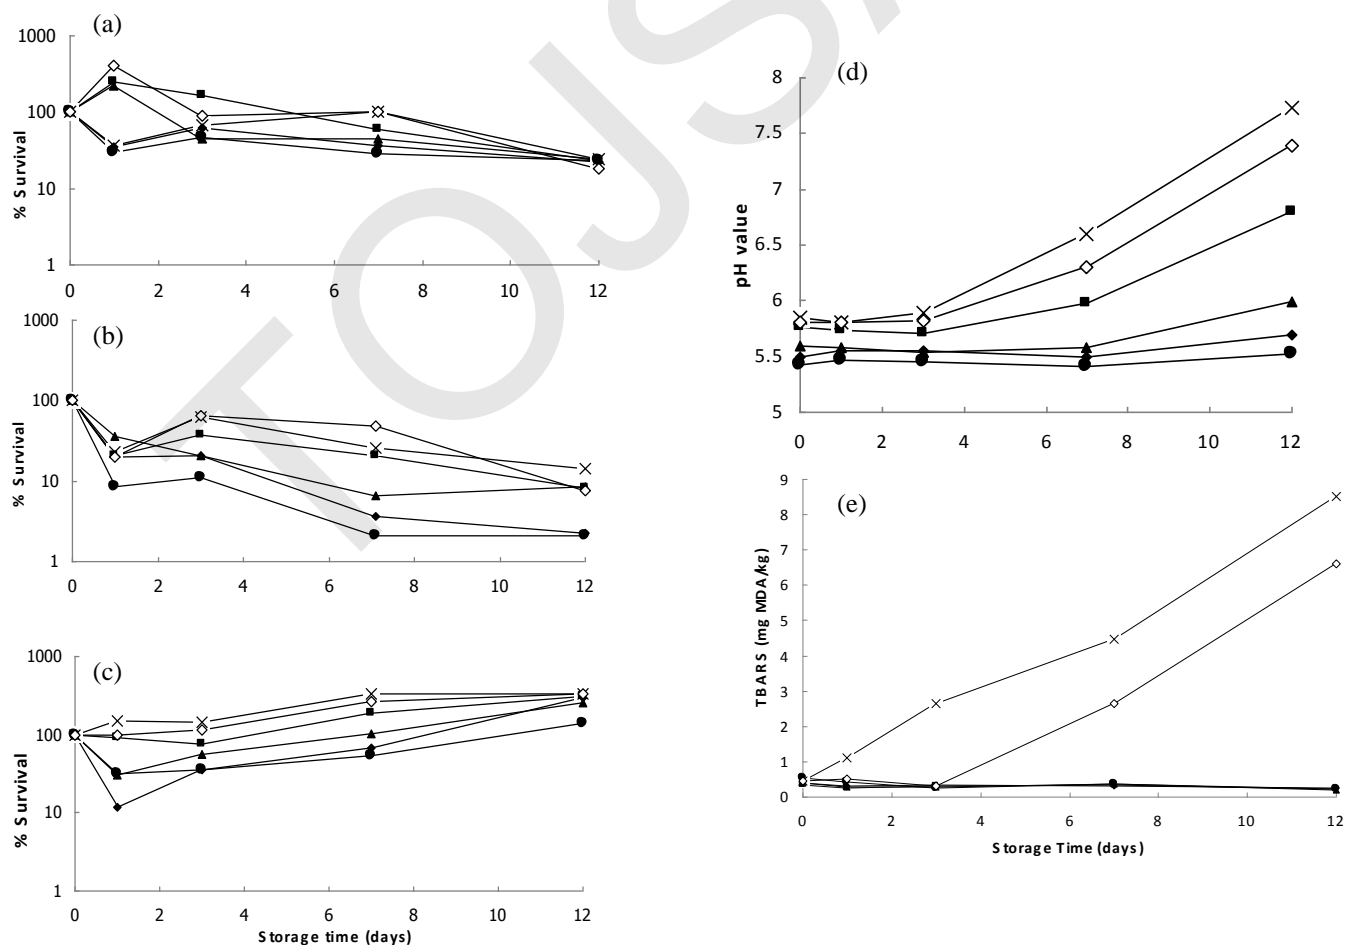 (a)
1000
100
10
1
% Survival
0 2 4 6 8 10 12
(b)
1000
100
10
1
% Survival
0 2 4 6 8 10 12
(c)
1000
100
10
1
% Survival
0 2 4 6 8 10 12
Storage time (days)
(d)
8
7.5
7
6.5
6
5.5
5
pH value
0 2 4 6 8 10 12
(e)
9
8
7
6
5
4
3
2
1
0
TBARS (mg MDA/kg)
0 2 4 6 8 10 12
Storage Time (days)
TOJSA